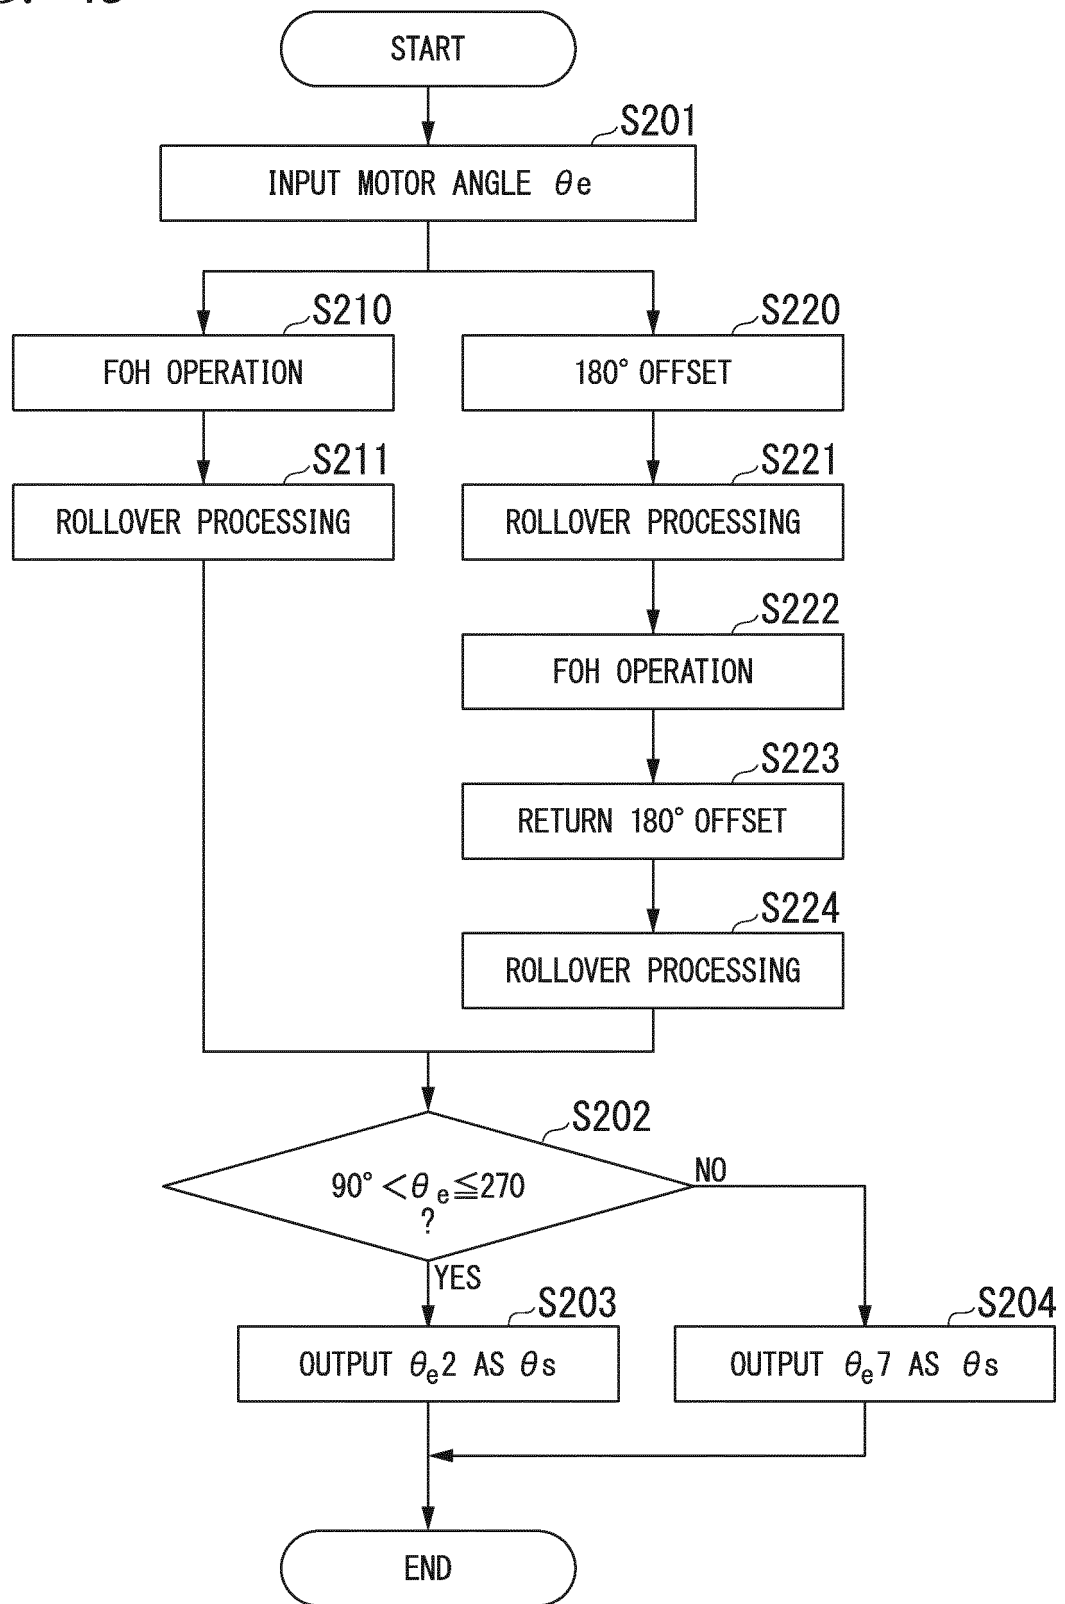 START
S201
INPUT MOTOR ANGLE θe
S210
FOH OPERATION
S211
ROLLOVER PROCESSING
S220
180° OFFSET
S221
ROLLOVER PROCESSING
S222
FOH OPERATION
S223
RETURN 180° OFFSET
S224
ROLLOVER PROCESSING
S202
90° <θe≦270
?
NO
YES
S203
OUTPUT θe2 AS θs
S204
OUTPUT θe7 AS θs
END